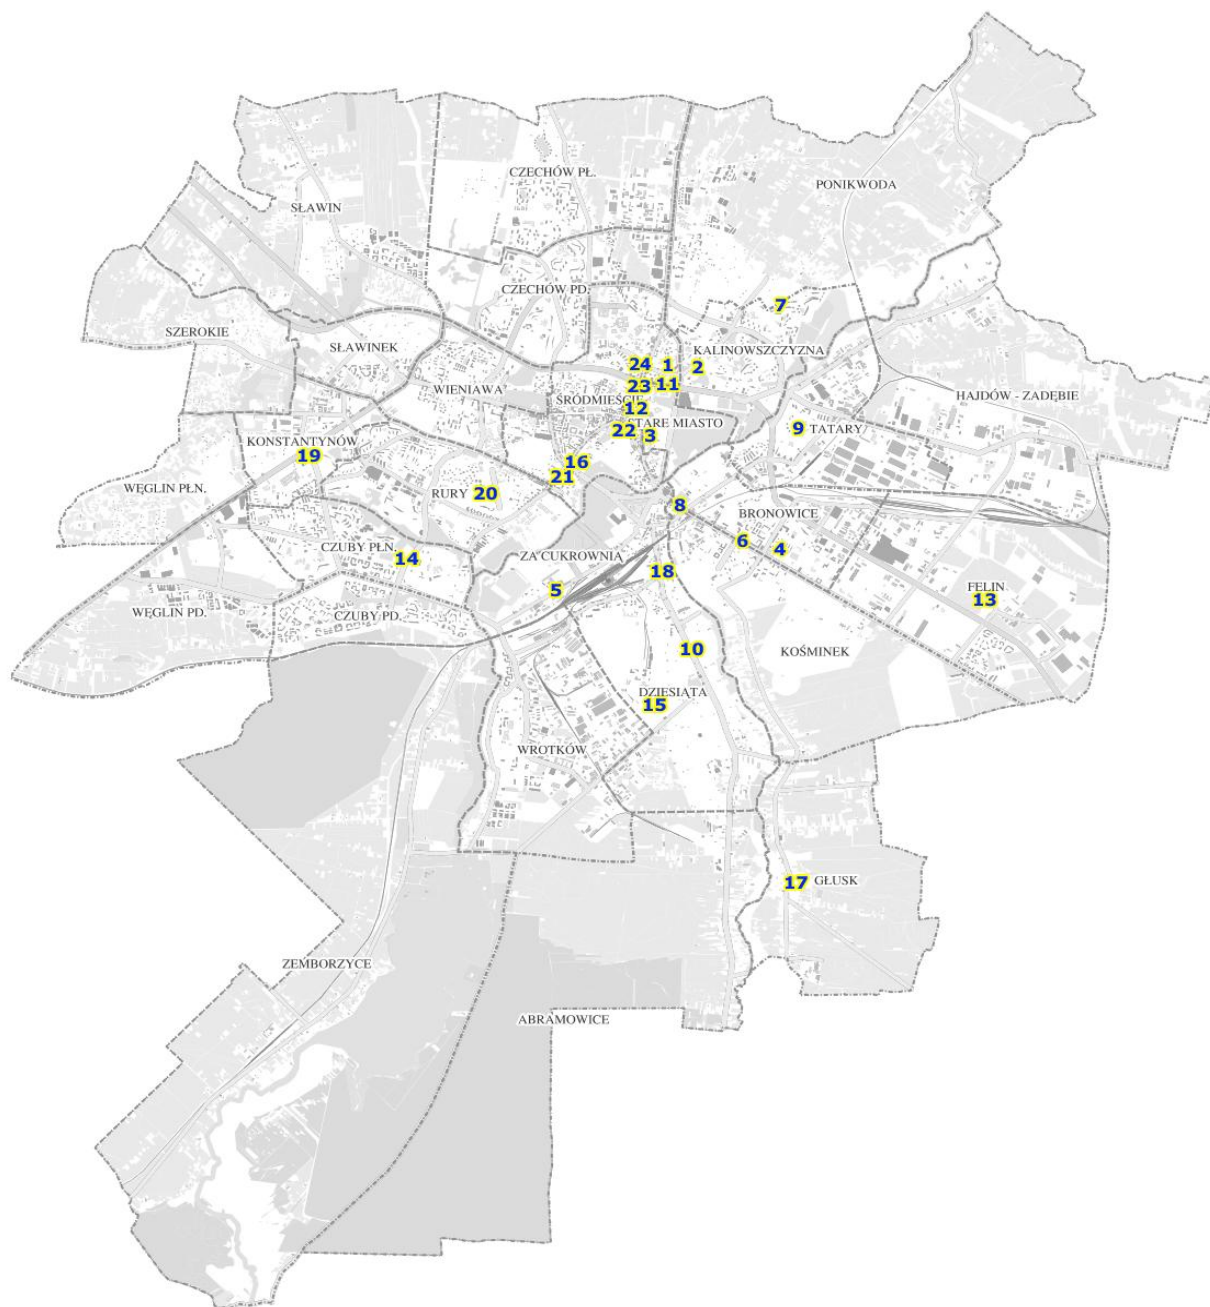 CZECHÓW PŁ.
PONIKWODA
SŁAWIN
CZECHÓW PD.
7
SZEROKIE
SŁAWINEK
KALINOWSZCZYZNA
24 1 2
WIENIAWA
23 11
HAJDÓW - ZADĘBIE
ŚRÓDMIEŚCIE
12
STARE MIASTO
22 3
9 TATARY
KONSTANTYNÓW
19
16
21
WĘGLIN PŁN.
RURY 20
8
BRONOWICE
6 4
CZUBY PŁN.
14
ZA CUKROWNIĄ
18
5
FELIN
13
WĘGLIN PD.
CZUBY PD.
10
KOŚMINEK
DZIESIĄTA
15
WROTKÓW
17 GŁUSK
ZEMBORZYCE
ABRAMOWICE